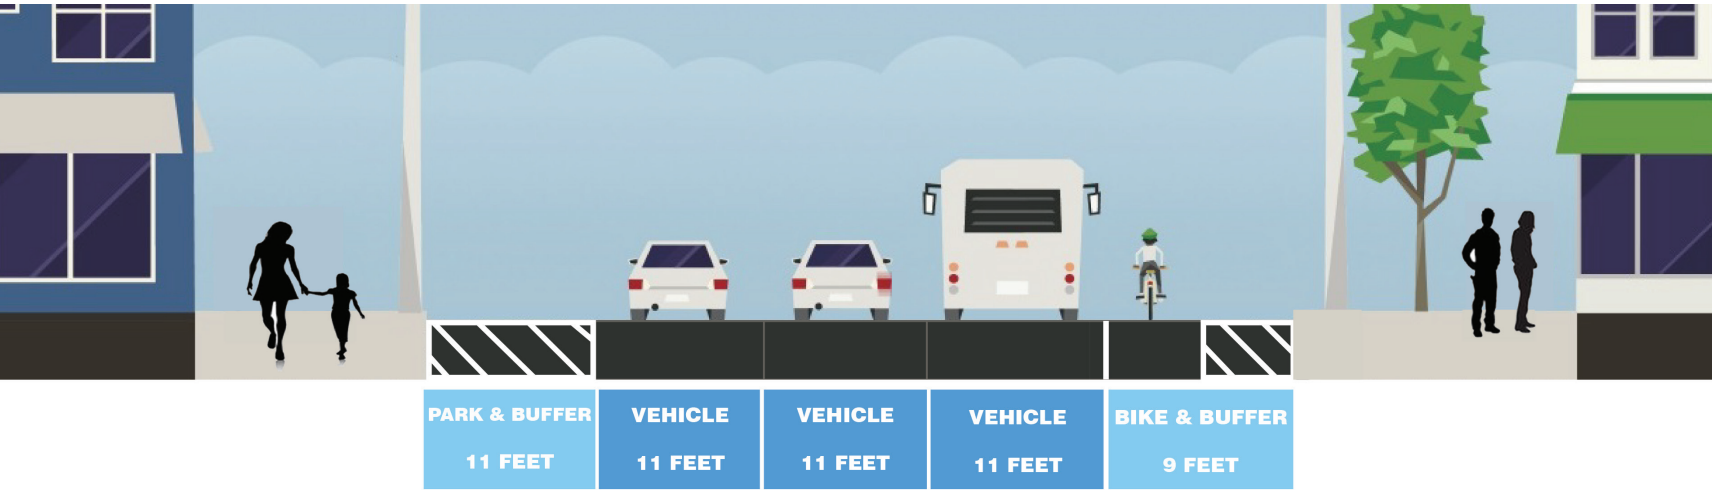 PARK & BUFFER
11 FEET
VEHICLE
11 FEET
VEHICLE
11 FEET
VEHICLE
11 FEET
BIKE & BUFFER
9 FEET